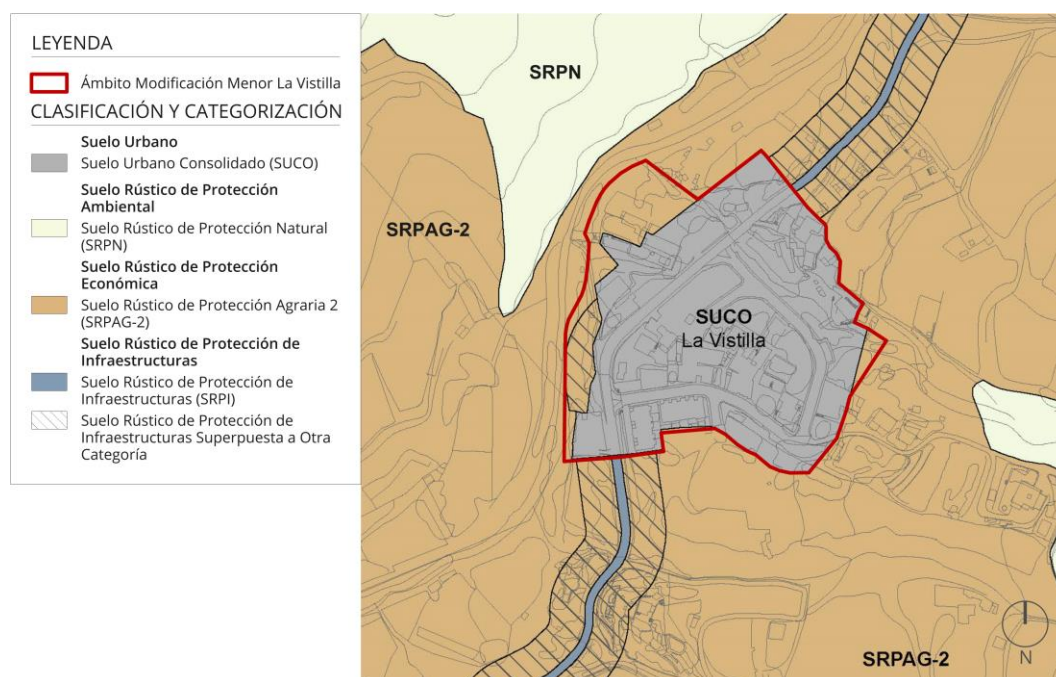 LEYENDA
Ámbito Modificación Menor La Vistilla
CLASIFICACIÓN Y CATEGORIZACIÓN
Suelo Urbano
Suelo Urbano Consolidado (SUCO)
Suelo Rústico de Protección
Ambiental
Suelo Rústico de Protección Natural
(SRPN)
Suelo Rústico de Protección
Económica
Suelo Rústico de Protección Agraria 2
(SRPAG-2)
Suelo Rústico de Protección de
Infraestructuras
Suelo Rústico de Protección de
Infraestructuras (SRPI)
Suelo Rústico de Protección de
Infraestructuras Superpuesta a Otra
Categoría
SRPN
SRPAG-2
SUCO
La Vistilla
SRPAG-2
N